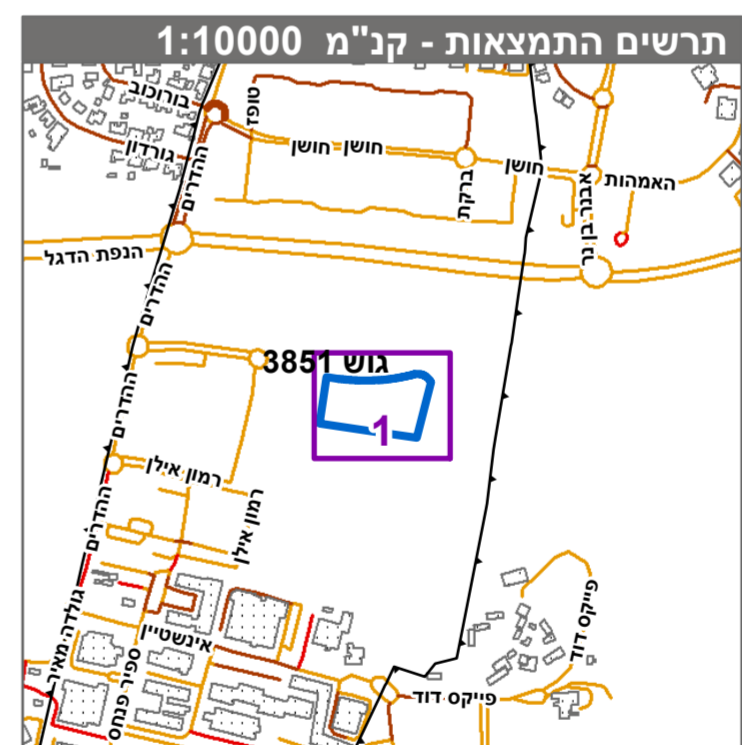 תרשים התמצאות - קנ"מ 1:10000
בורוכוב
טופז
גורדון
ההדרים
חושן
חושן
חושן
ברקת
אבנר בן נר
האמהות
הנפת הדגל
ההדרים
גוש 3851
1
ההדרים
רמון אילן
רמון אילן
ההדרים
גולדה מאיר
אינשטיין
ספיר פנחס
פייקס דוד
פייקס דוד